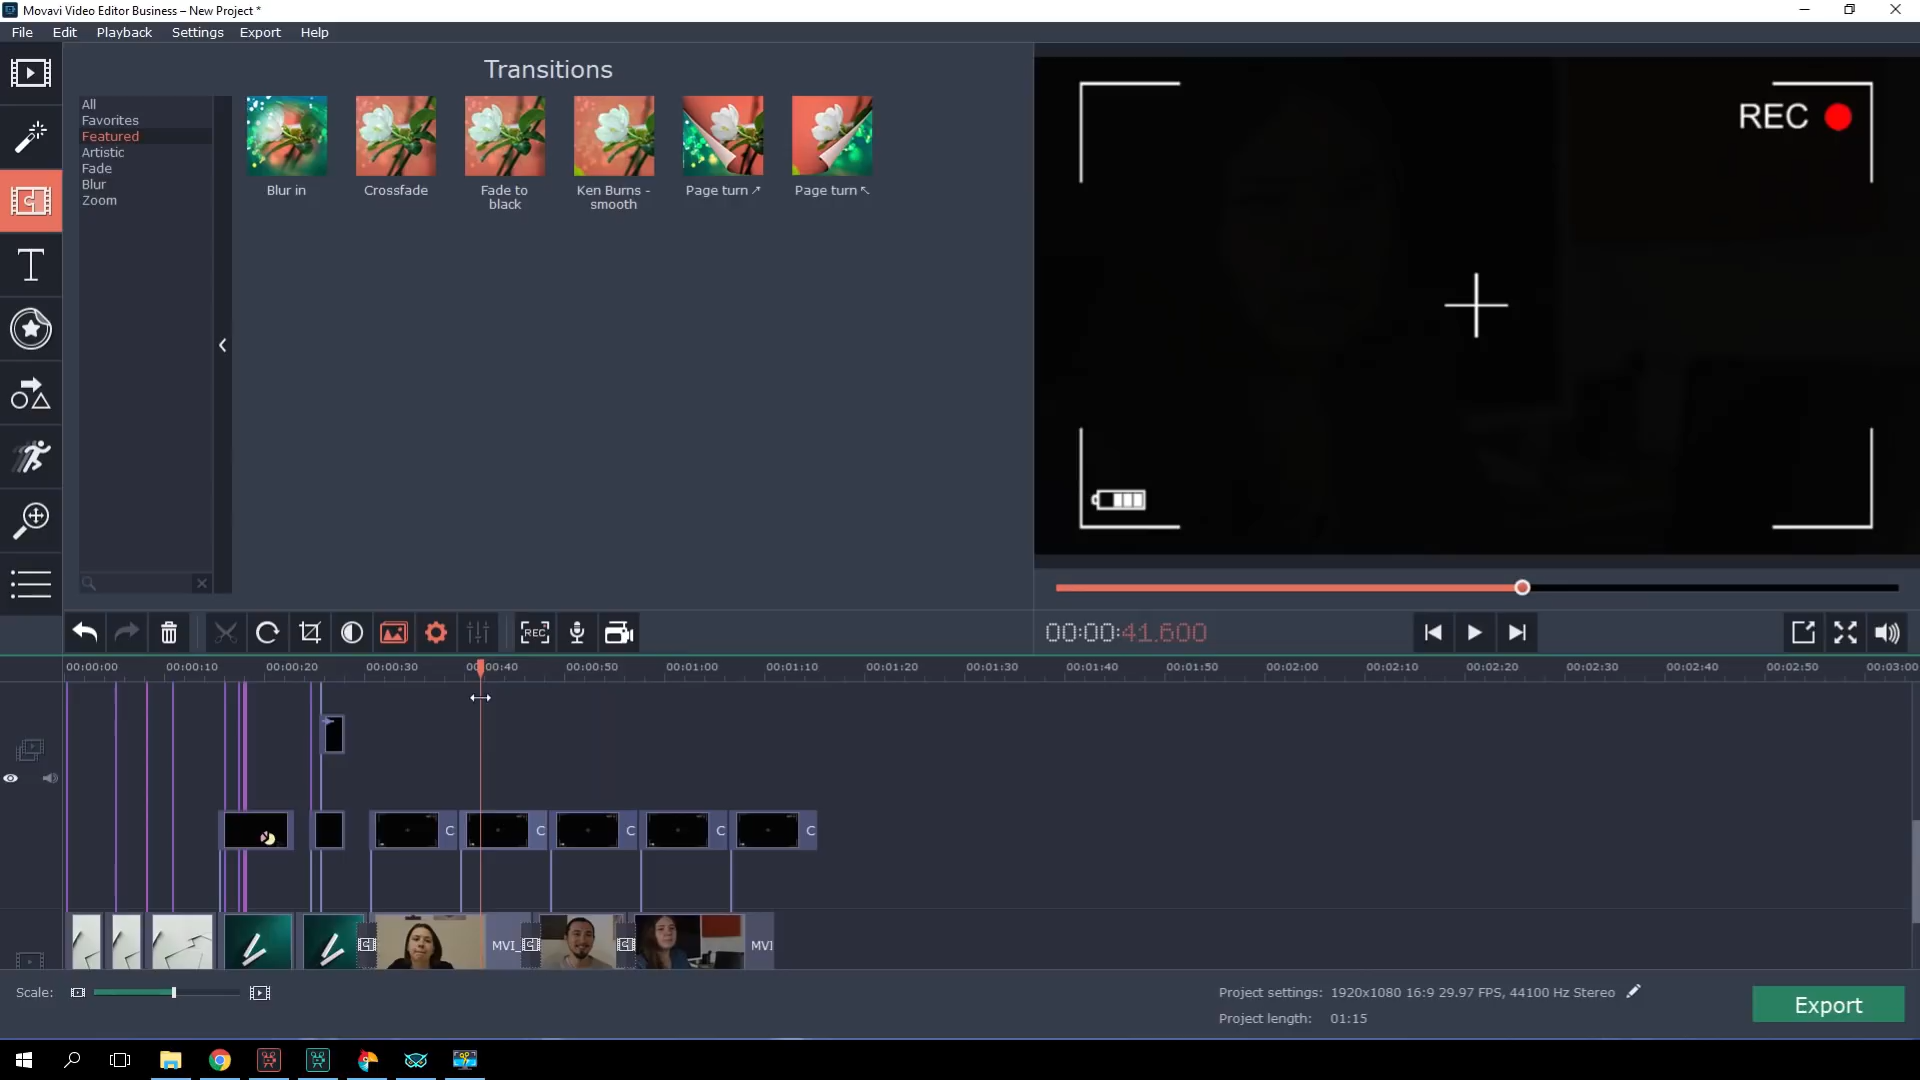 Movavi Video Editor Business – New Project *
File Edit Playback Settings Export Help
Transitions
All
Favorites
Featured
Artistic
Fade
Blur
Zoom
Blur in
Crossfade
Fade to
black
Ken Burns -
smooth
Page turn ↗
Page turn ↖
REC
REC
00:00:41.600
00:00:00 00:00:10 00:00:20 00:00:30 00:00:40 00:00:50 00:01:00 00:01:10 00:01:20 00:01:30 00:01:40 00:01:50 00:02:00 00:02:10 00:02:20 00:02:30 00:02:40 00:02:50 00:03:00
C C C C C
MVI_ MVI
Scale:
Project settings: 1920x1080 16:9 29.97 FPS, 44100 Hz Stereo
Project length: 01:15
Export